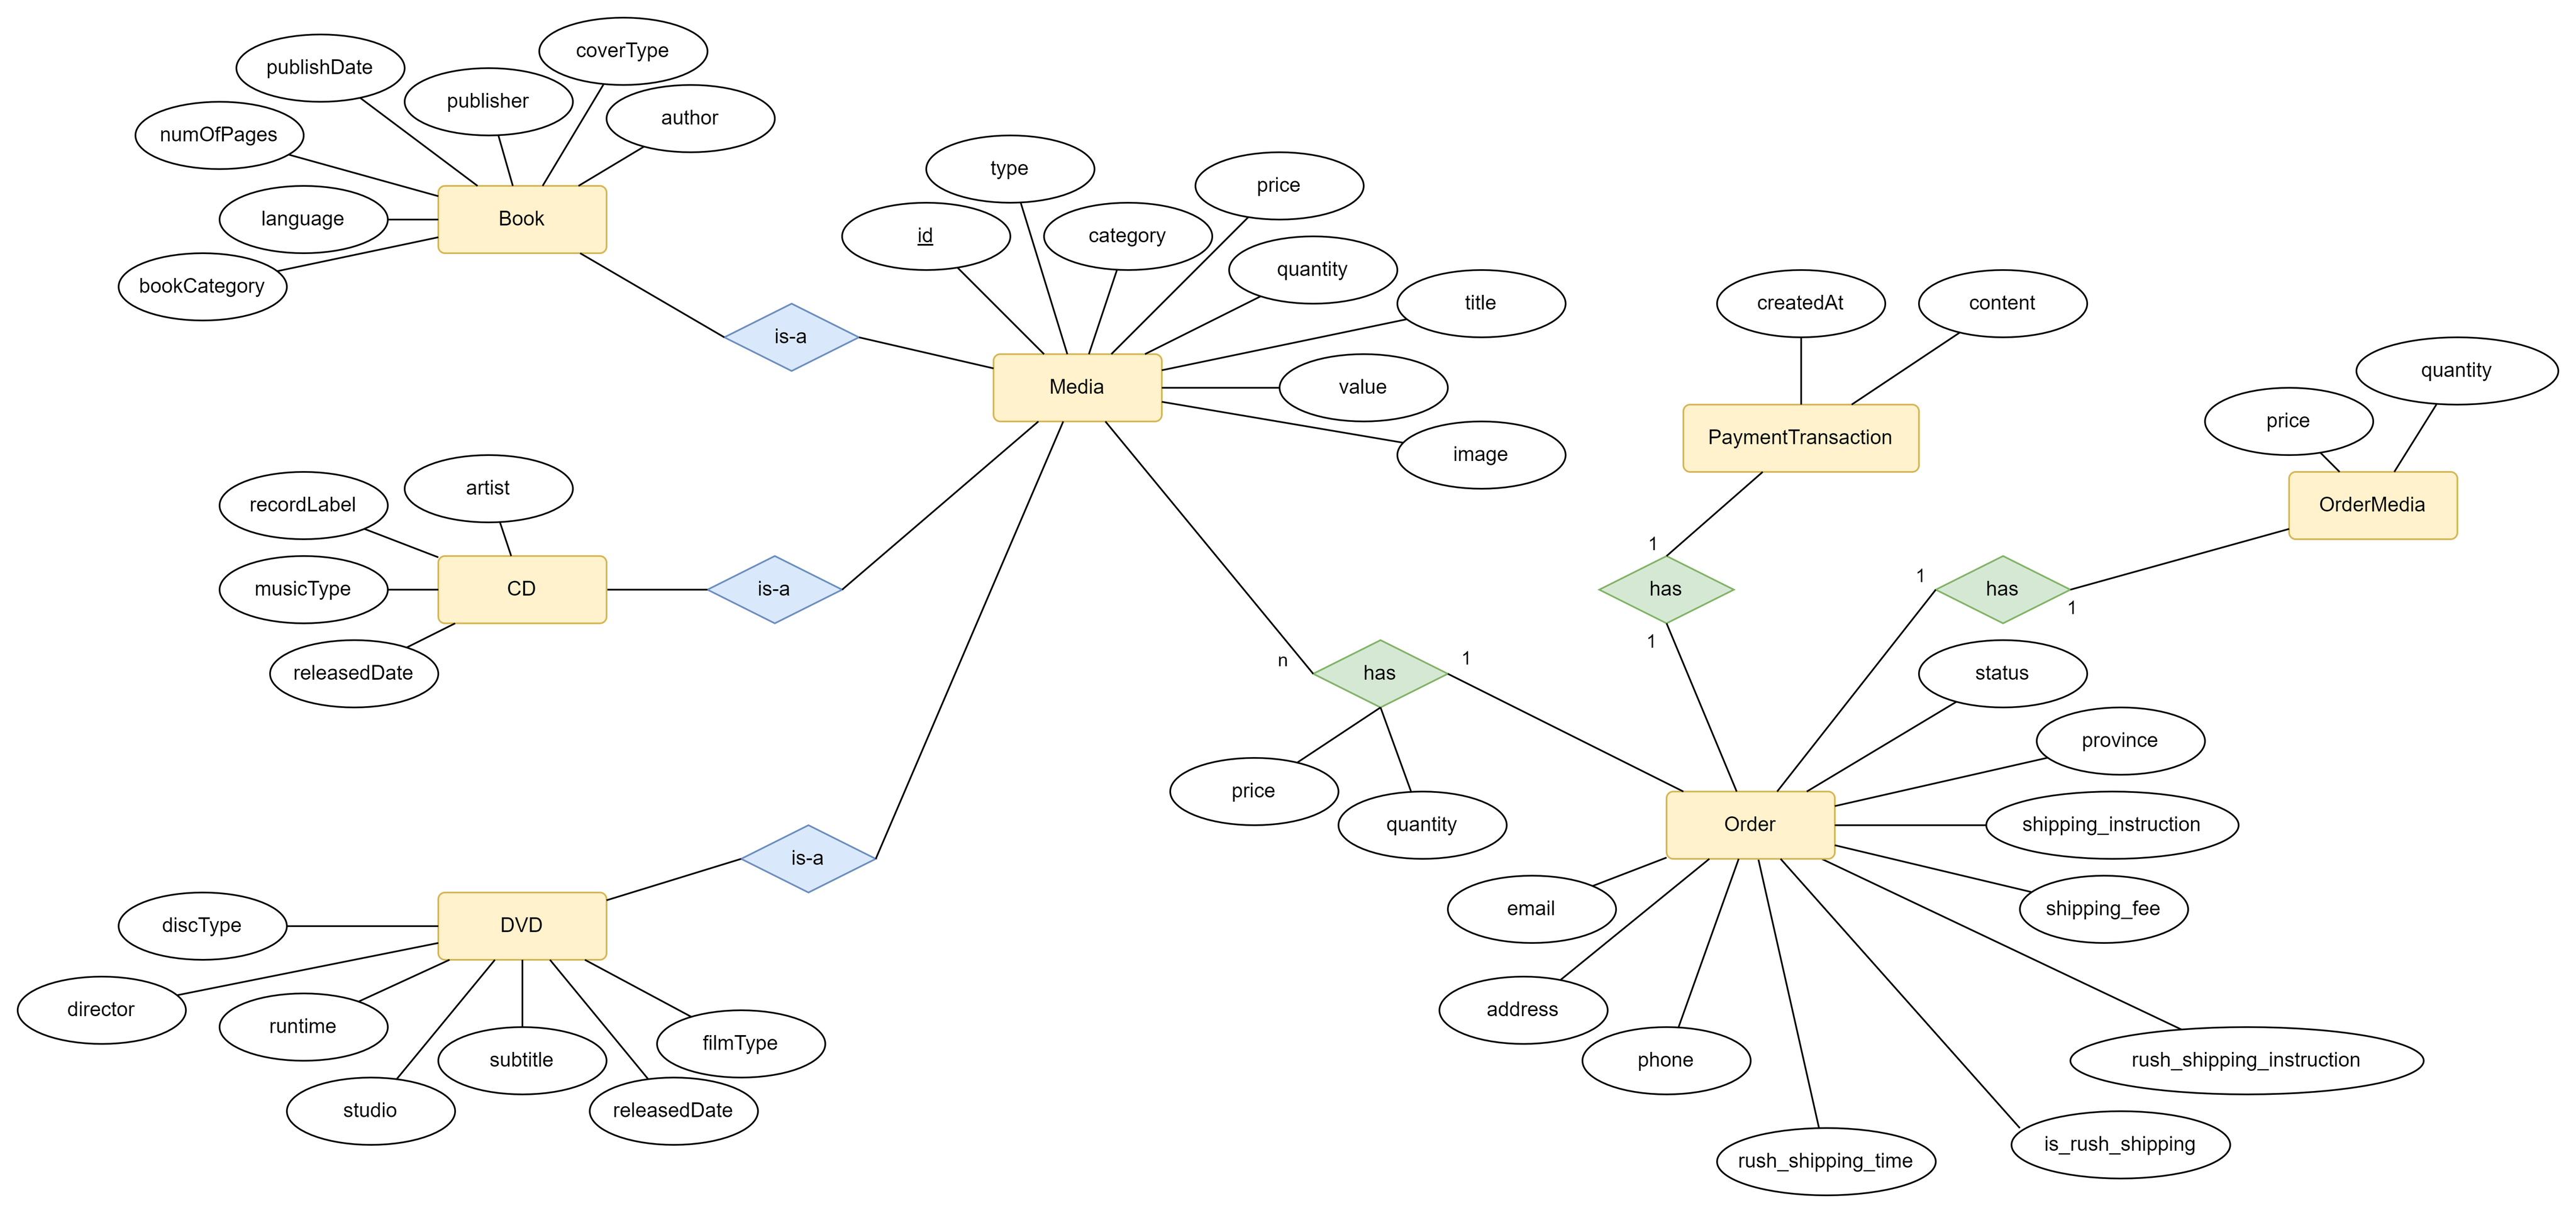 coverType
publishDate
publisher
author
numOfPages
language
Book
bookCategory
is-a
type
price
id
category
quantity
title
Media
value
image
createdAt
content
PaymentTransaction
quantity
price
OrderMedia
artist
recordLabel
musicType
CD
is-a
releasedDate
1
has
1
1
has
1
n
has
1
price
quantity
status
province
Order
shipping_instruction
shipping_fee
email
address
phone
rush_shipping_instruction
is_rush_shipping
rush_shipping_time
is-a
discType
DVD
director
runtime
filmType
subtitle
studio
releasedDate